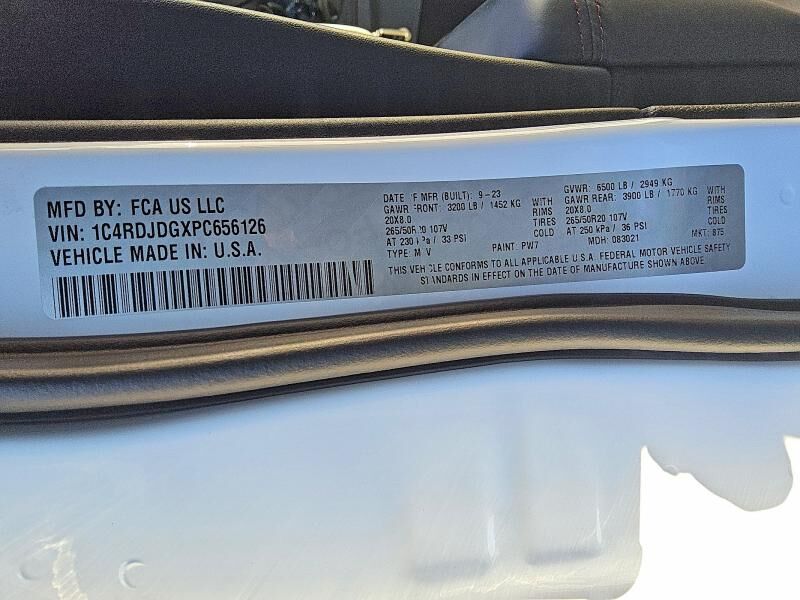 MFD BY: FCA US LLC
VIN: 1C4RDJDGXPC656126
VEHICLE MADE IN: U.S.A.
DATE OF MFR (BUILT): 9-23
GAWR FRONT: 3200 LB / 1452 KG WITH
20X8.0 RIMS
265/50R20 107V TIRES
AT 230 kPa / 33 PSI COLD
TYPE: MPV PAINT: PW7
GVWR: 6500 LB / 2949 KG
GAWR REAR: 3900 LB / 1770 KG WITH
20X8.0 RIMS
265/50R20 107V TIRES
AT 250 kPa / 36 PSI COLD
MDH: 083021 MKT: 875
THIS VEHICLE CONFORMS TO ALL APPLICABLE U.S.A. FEDERAL MOTOR VEHICLE SAFETY
STANDARDS IN EFFECT ON THE DATE OF MANUFACTURE SHOWN ABOVE.